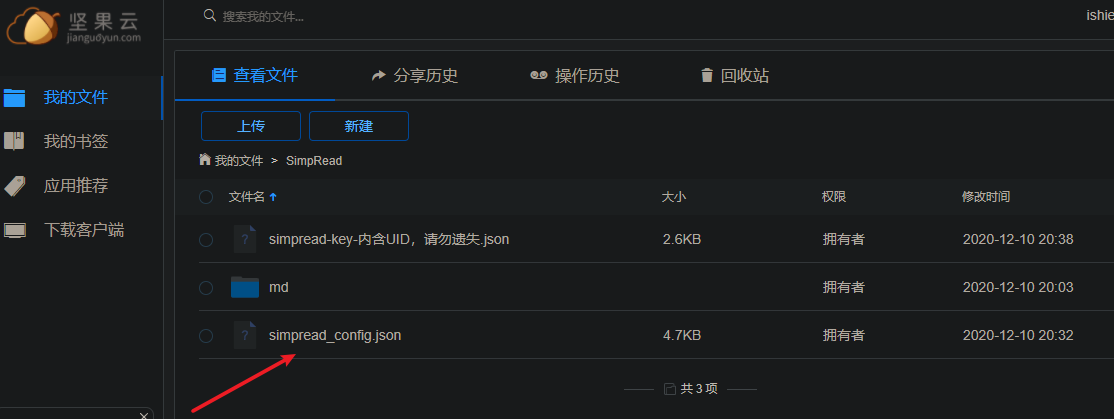 坚果云
jianguoyun.com
搜索我的文件...
ishie
我的文件
我的书签
应用推荐
下载客户端
查看文件 分享历史 操作历史 回收站
上传 新建
我的文件 > SimpRead
文件名 大小 权限 修改时间
simpread-key-内含UID，请勿遗失.json 2.6KB 拥有者 2020-12-10 20:38
md 拥有者 2020-12-10 20:03
simpread_config.json 4.7KB 拥有者 2020-12-10 20:32
共 3 项